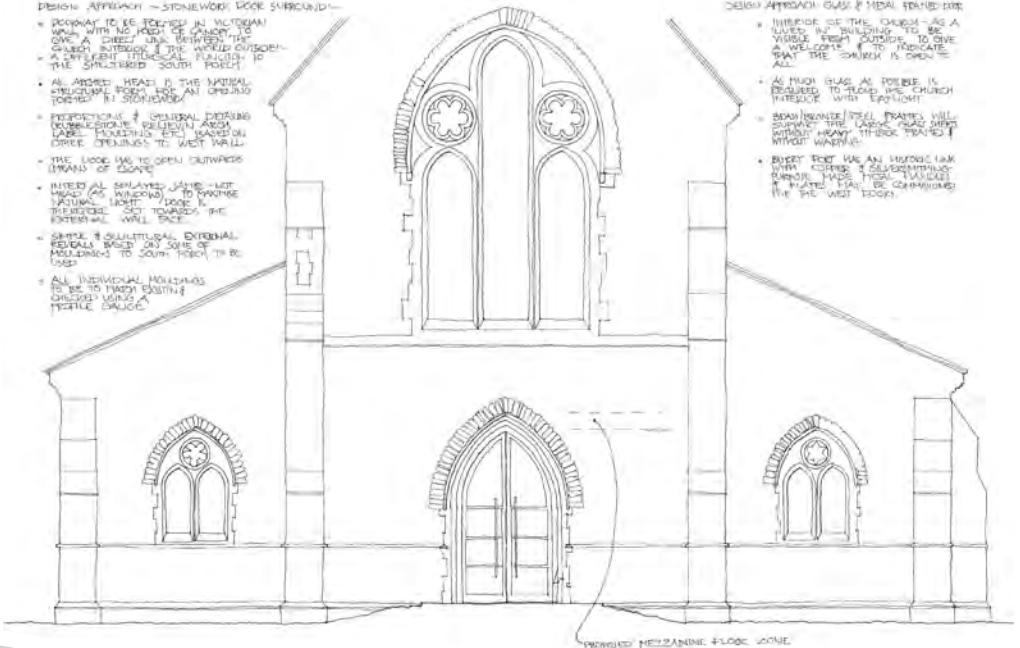 DESIGN APPROACH ~ STONEWORK DOOR SURROUND:-
• DOORWAY TO BE FORMED IN VICTORIAN
WALL WITH NO PORCH OR CANOPY TO
GIVE A DIRECT LINK BETWEEN THE
CHURCH INTERIOR & THE WORLD OUTSIDE -
A DIFFERENT LITURGICAL FUNCTION TO
THE SHELTERED SOUTH PORCH
• AN ARCHED HEAD IS THE NATURAL
STRUCTURAL FORM FOR AN OPENING
FORMED IN STONEWORK
• PROPORTIONS & GENERAL DETAILING
(RUBBLESTONE RELIEVIN ARCH
LABEL MOULDING ETC) BASED ON
OTHER OPENINGS TO WEST WALL
• THE DOOR HAS TO OPEN OUTWARDS
(MEANS OF ESCAPE)
• INTERNAL SPLAYED JAMBS - NOT
HEAD (AS WINDOWS) TO MAXIMISE
NATURAL LIGHT / DOOR IS
THEREFORE SET TOWARDS THE
EXTERNAL WALL FACE
• SIMPLE & SCULPTURAL EXTERNAL
REVEALS BASED ON SOME OF
MOULDINGS TO SOUTH PORCH TO BE
USED
• ALL INDIVIDUAL MOULDINGS
TO BE TO MATCH EXISTING
CHECKED USING A
PROFILE GAUGE
DESIGN APPROACH GLASS & METAL FRAMED DOOR
• INTERIOR OF THE CHURCH - AS A
LIVED IN BUILDING TO BE
VISIBLE FROM OUTSIDE, TO GIVE
A WELCOME & TO INDICATE
THAT THE CHURCH IS OPEN TO
ALL
• AS MUCH GLASS AS POSSIBLE IS
REQUIRED TO FLOOD THE CHURCH
INTERIOR WITH DAYLIGHT
• BRASS/BRONZE/STEEL FRAMES WILL
SUPPORT THE LARGE GLASS SHEETS
WITHOUT HEAVY TIMBER FRAMES &
WITHOUT WARPING
• BURRY PORT HAS AN HISTORIC LINK
WITH COPPER & SILVERSMITHING
PURPOSE MADE METAL HANDLES
& PLATES MAY BE COMMISSIONED
FOR THE WEST DOORS
PROPOSED MEZZANINE FLOOR ZONE